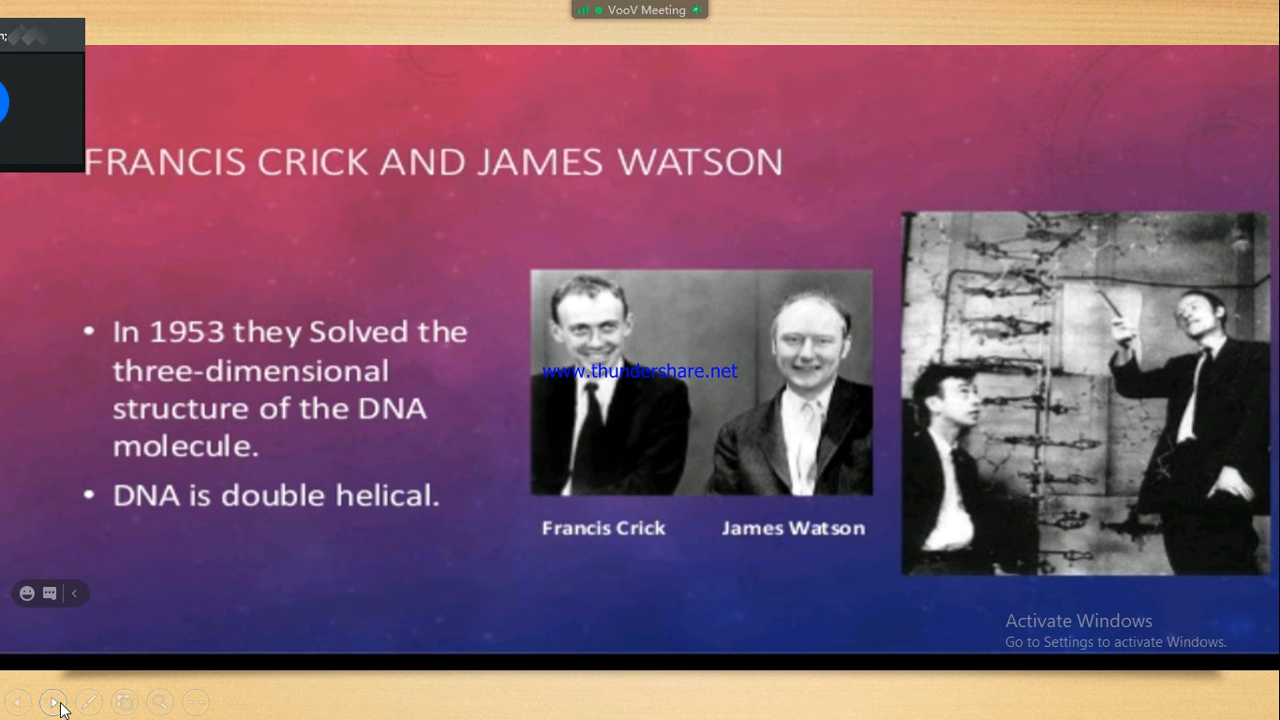 VooV Meeting
n;
FRANCIS CRICK AND JAMES WATSON
• In 1953 they Solved the
three-dimensional
structure of the DNA
molecule.
• DNA is double helical.
www.thundershare.net
Francis Crick
James Watson
Activate Windows
Go to Settings to activate Windows.